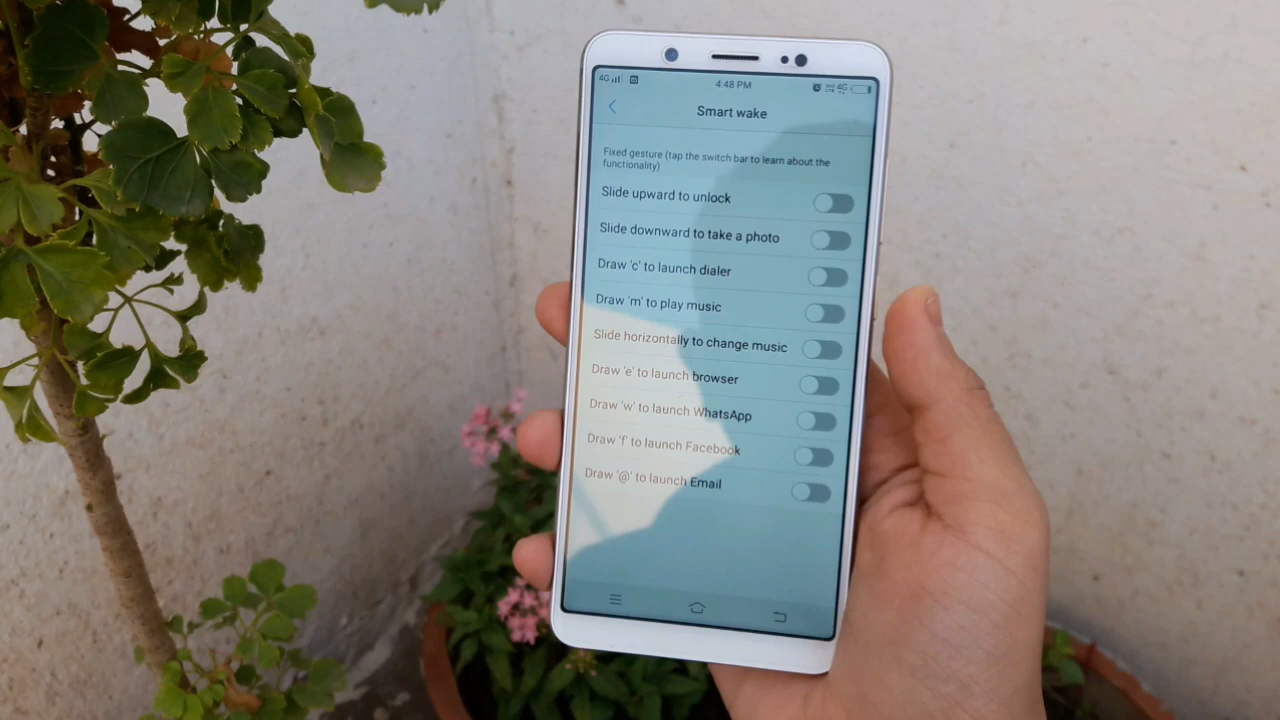 4G
4:48 PM
4G
Smart wake
Fixed gesture (tap the switch bar to learn about the
functionality)
Slide upward to unlock
Slide downward to take a photo
Draw 'c' to launch dialer
Draw 'm' to play music
Slide horizontally to change music
Draw 'e' to launch browser
Draw 'w' to launch WhatsApp
Draw 'f' to launch Facebook
Draw '@' to launch Email